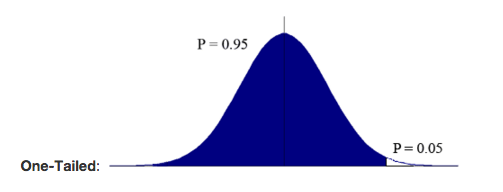 P = 0.95
P = 0.05
One-Tailed: